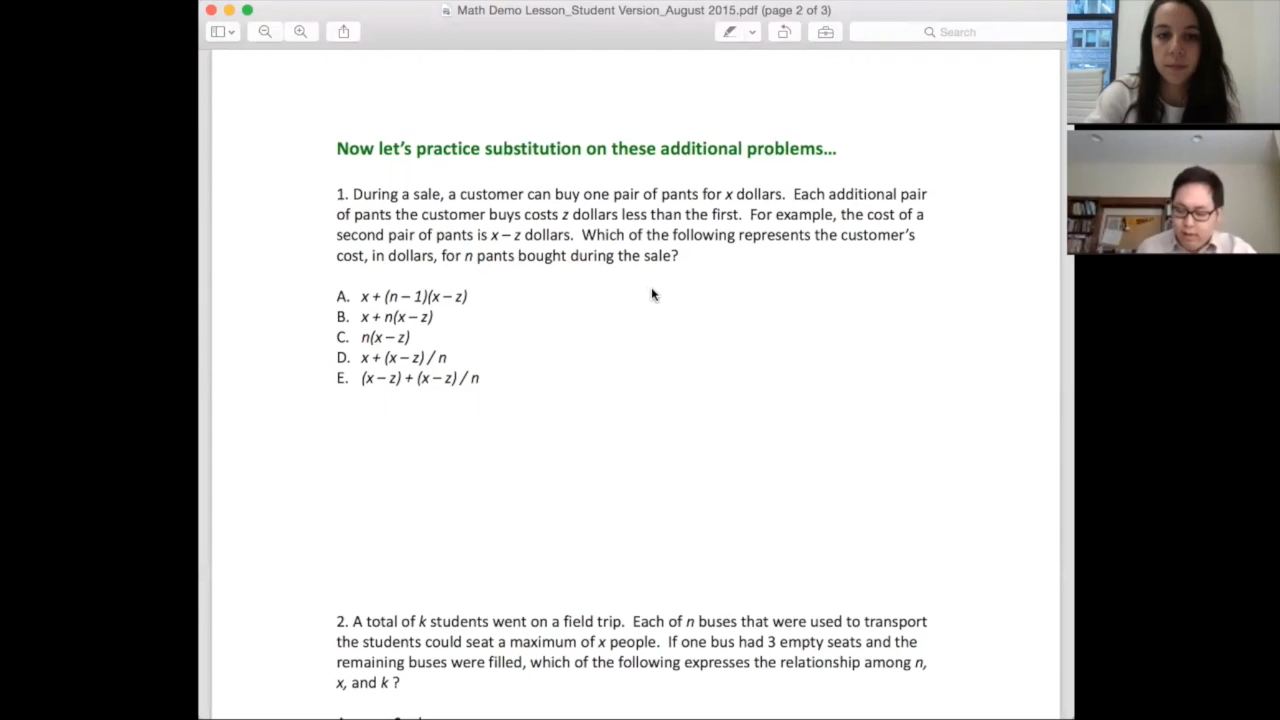 Math Demo Lesson_Student Version_August 2015.pdf (page 2 of 3)
Search
Now let's practice substitution on these additional problems...
1. During a sale, a customer can buy one pair of pants for x dollars. Each additional pair
of pants the customer buys costs z dollars less than the first. For example, the cost of a
second pair of pants is x – z dollars. Which of the following represents the customer's
cost, in dollars, for n pants bought during the sale?
A. x + (n – 1)(x – z)
B. x + n(x – z)
C. n(x – z)
D. x + (x – z) / n
E. (x – z) + (x – z) / n
2. A total of k students went on a field trip. Each of n buses that were used to transport
the students could seat a maximum of x people. If one bus had 3 empty seats and the
remaining buses were filled, which of the following expresses the relationship among n,
x, and k ?